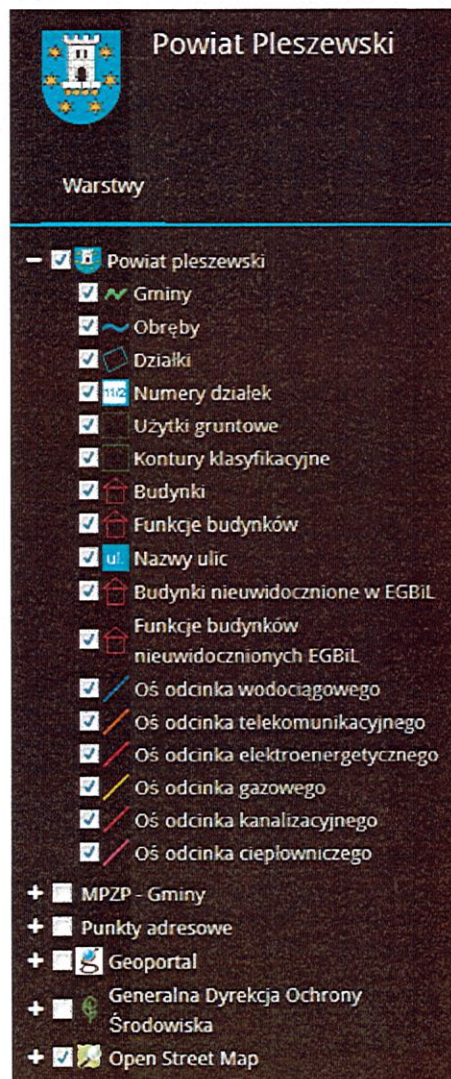 Powiat Pleszewski
Warstwy
Powiat pleszewski
Gminy
Obręby
Działki
11/2 Numery działek
Użytki gruntowe
Kontury klasyfikacyjne
Budynki
Funkcje budynków
ul. Nazwy ulic
Budynki nieuwidocznione w EGBiL
Funkcje budynków
nieuwidocznionych EGBiL
Oś odcinka wodociągowego
Oś odcinka telekomunikacyjnego
Oś odcinka elektroenergetycznego
Oś odcinka gazowego
Oś odcinka kanalizacyjnego
Oś odcinka ciepłowniczego
MPZP - Gminy
Punkty adresowe
Geoportal
Generalna Dyrekcja Ochrony
Środowiska
Open Street Map